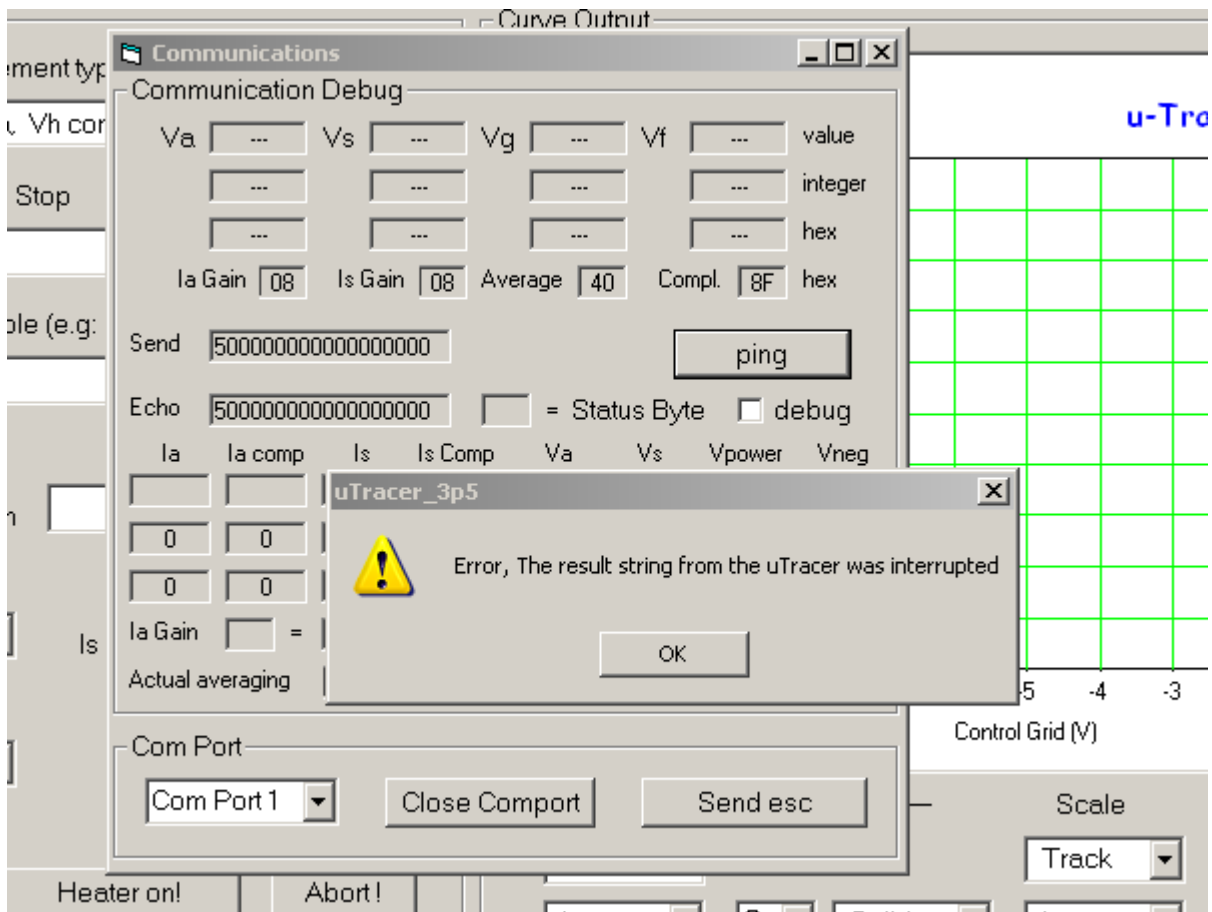 Curve Output
Communications
ement typ
Communication Debug
Va --- Vs --- Vg --- Vf --- value
Vh cor
u-Tra
--- --- --- --- integer
Stop
--- --- --- --- hex
Ia Gain 08 Is Gain 08 Average 40 Compl. 8F hex
ble (e.g:
Send 500000000000000000 ping
Echo 500000000000000000 = Status Byte debug
Ia Ia comp Is Is Comp Va Vs Vpower Vneg
uTracer_3p5
0 0
Error, The result string from the uTracer was interrupted
0 0
Ia Gain =
Is
OK
Actual averaging
-5 -4 -3
Control Grid (V)
Com Port
Com Port 1 Close Comport Send esc
Scale
Track
Heater on! Abort !